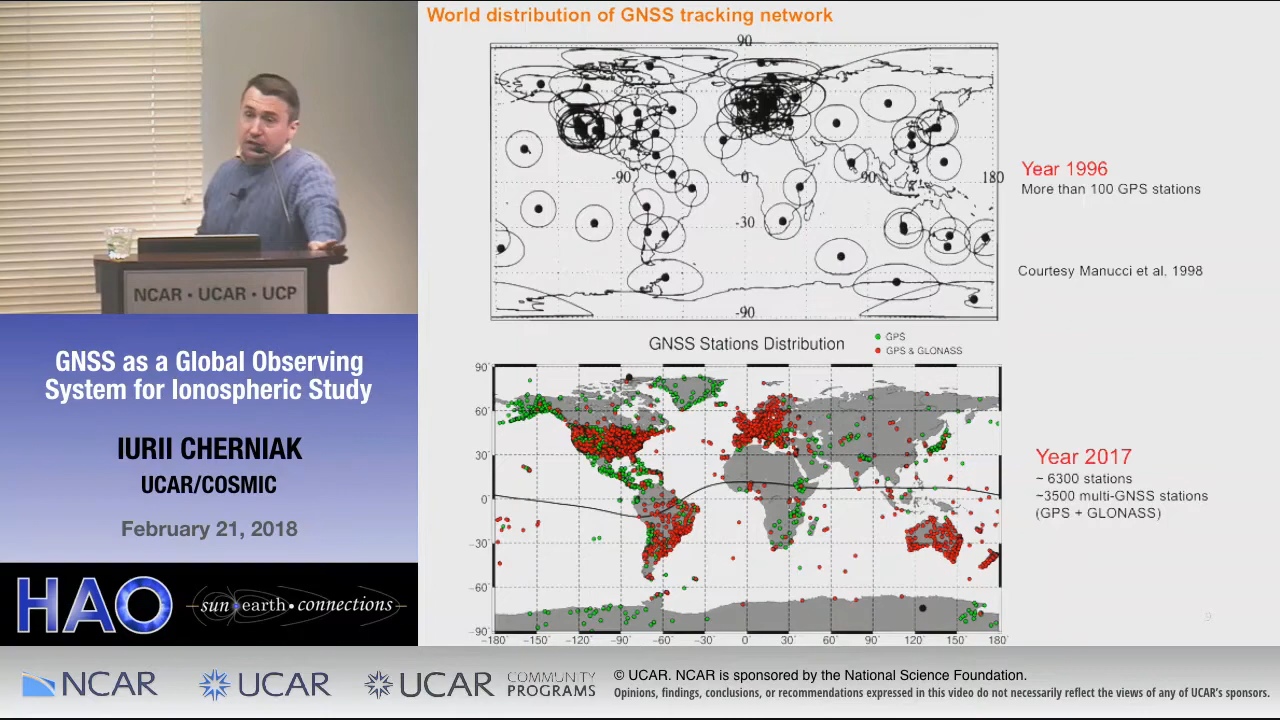 World distribution of GNSS tracking network
90
-90
0
90
180
-30
-90
Year 1996
More than 100 GPS stations
Courtesy Manucci et al. 1998
NCAR • UCAR • UCP
GNSS Stations Distribution
GPS
GPS & GLONASS
90°
60°
30°
0°
−30°
−60°
−90°
−180° −150° −120° −90° −60° −30° 0° 30° 60° 90° 120° 150° 180°
Year 2017
~ 6300 stations
~3500 multi-GNSS stations
(GPS + GLONASS)
9
GNSS as a Global Observing
System for Ionospheric Study
IURII CHERNIAK
UCAR/COSMIC
February 21, 2018
HAO
sun•earth•connections
NCAR
UCAR
UCAR
COMMUNITY
PROGRAMS
© UCAR. NCAR is sponsored by the National Science Foundation.
Opinions, findings, conclusions, or recommendations expressed in this video do not necessarily reflect the views of any of UCAR's sponsors.